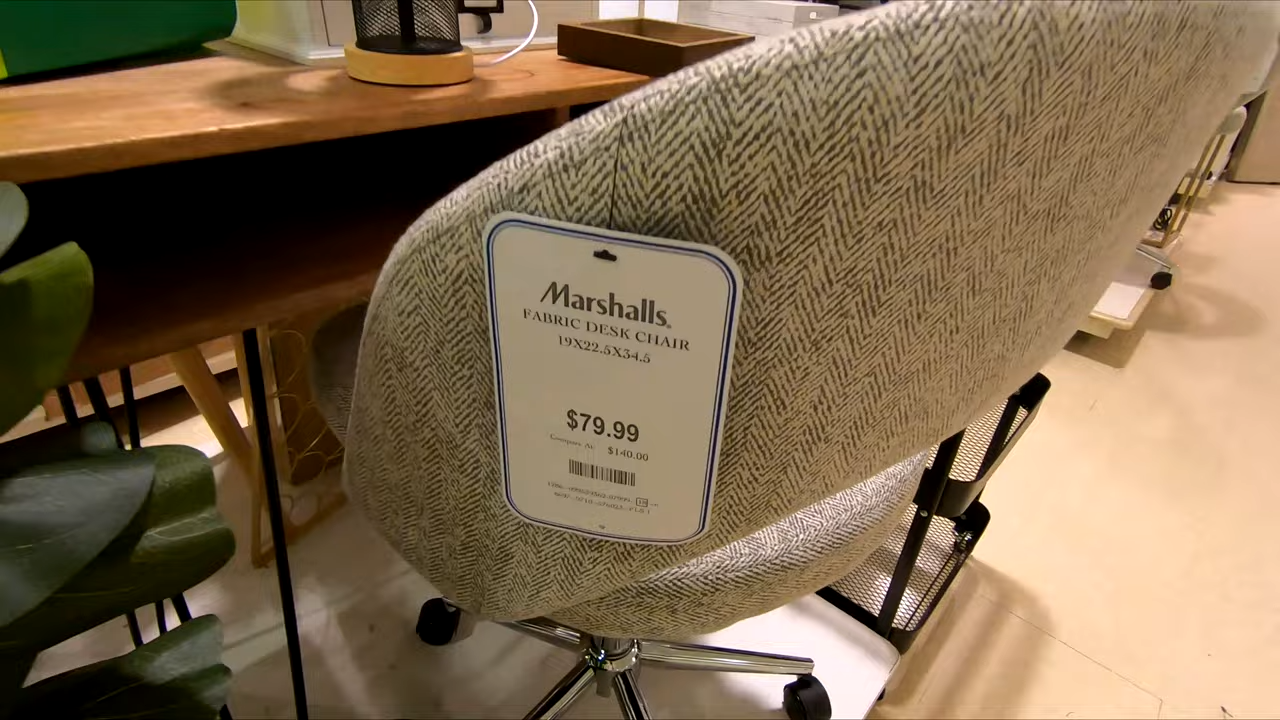 Marshalls.
FABRIC DESK CHAIR
19X22.5X34.5
$79.99
Compare At: $140.00